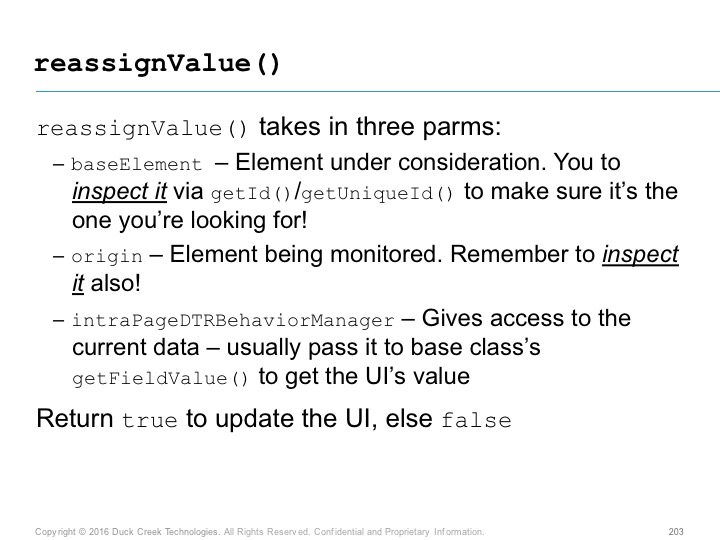 reassignValue()
reassignValue() takes in three parms:
– baseElement – Element under consideration. You to
inspect it via getId()/getUniqueId() to make sure it’s the
one you’re looking for!
– origin – Element being monitored. Remember to inspect
it also!
– intraPageDTRBehaviorManager – Gives access to the
current data – usually pass it to base class’s
getFieldValue() to get the UI’s value
Return true to update the UI, else false
Copyright © 2016 Duck Creek Technologies. All Rights Reserved. Confidential and Proprietary Information. 203